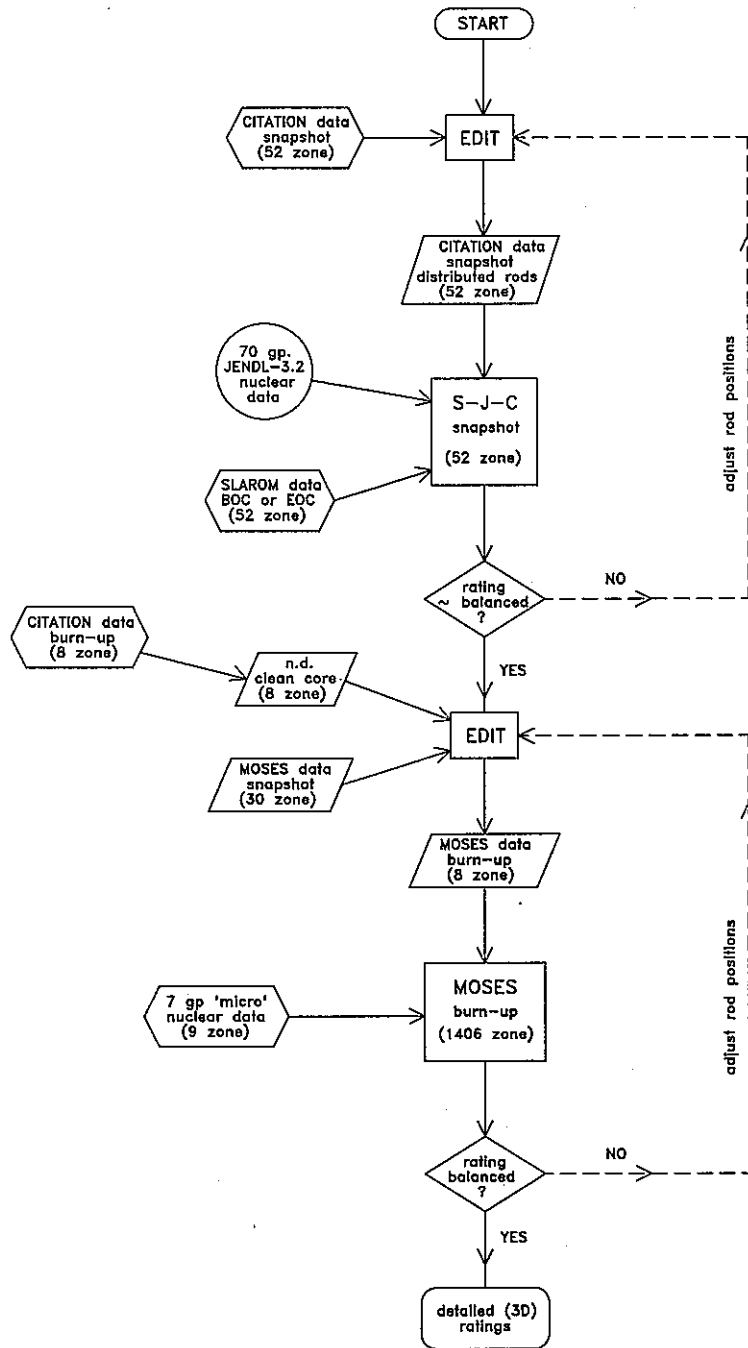 START
CITATION data
snapshot
(52 zone)
EDIT
CITATION data
snapshot
distributed rods
(52 zone)
70 gp.
JENDL-3.2
nuclear
data
S-J-C
snapshot
(52 zone)
SLAROM data
BOC or EOC
(52 zone)
adjust rod positions
~ rating
balanced
?
NO
YES
CITATION data
burn-up
(8 zone)
n.d.
clean core
(8 zone)
EDIT
MOSES data
snapshot
(30 zone)
MOSES data
burn-up
(8 zone)
7 gp 'micro'
nuclear data
(9 zone)
MOSES
burn-up
(1406 zone)
adjust rod positions
rating
balanced
?
NO
YES
detailed (3D)
ratings